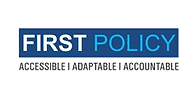 FIRST POLICY
ACCESSIBLE I ADAPTABLE I ACCOUNTABLE